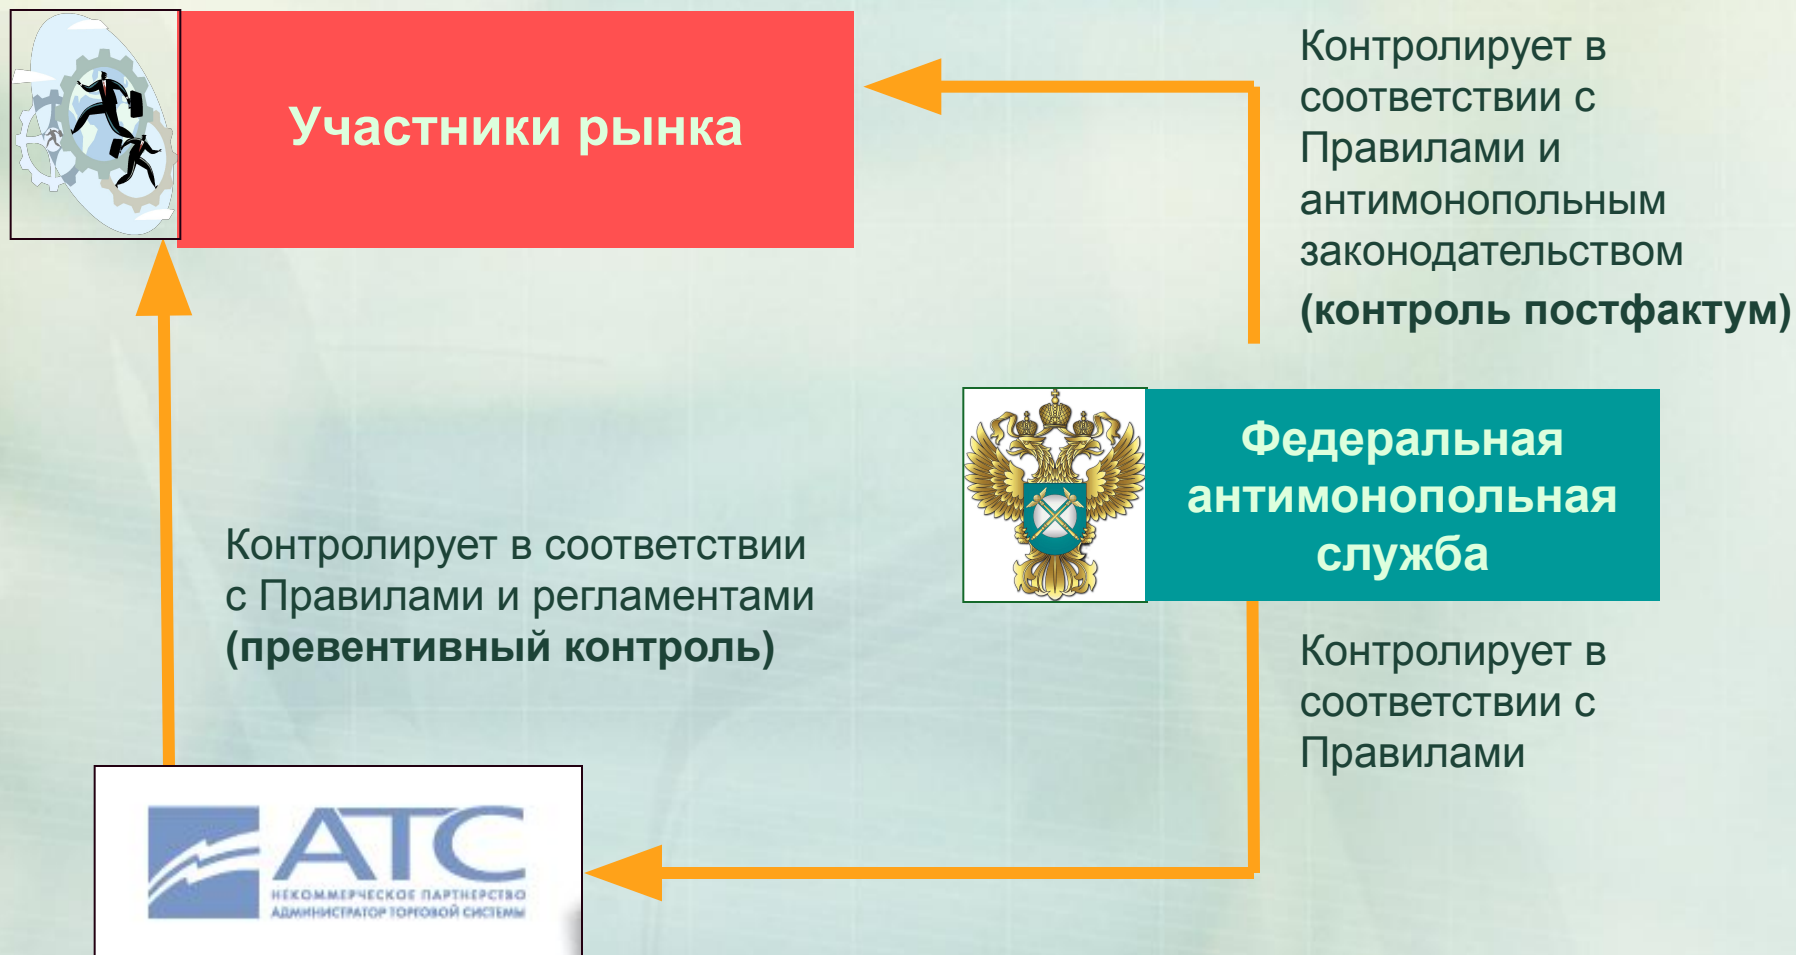 Участники рынка
Контролирует в
соответствии с
Правилами и
антимонопольным
законодательством
(контроль постфактум)
Федеральная
антимонопольная
служба
Контролирует в соответствии
с Правилами и регламентами
(превентивный контроль)
Контролирует в
соответствии с
Правилами
АТС
НЕКОММЕРЧЕСКОЕ ПАРТНЕРСТВО
АДМИНИСТРАТОР ТОРГОВОЙ СИСТЕМЫ